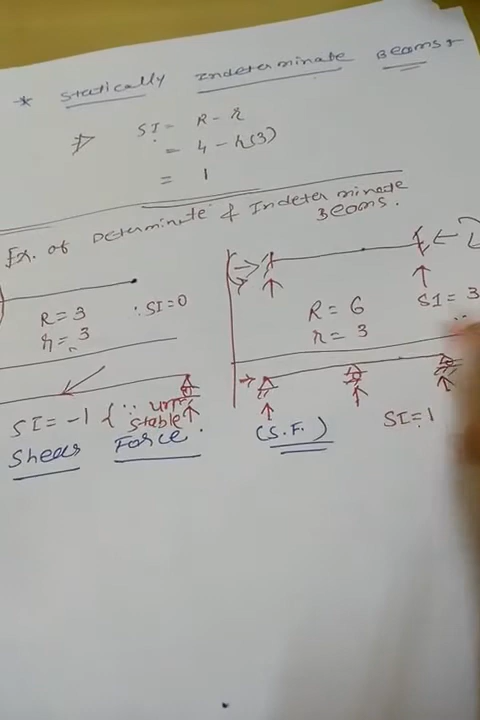 * Statically Indeterminate Beams
SI = R - r
= 4 - r(3)
= 1
Ex. of Determinate & Indeterminate
Beams.
R = 3
r = 3
∴ SI = 0
R = 6
r = 3
SI = 3
SI = -1 { ∵ unstable
SI = 1
Shear Force. (S.F.)